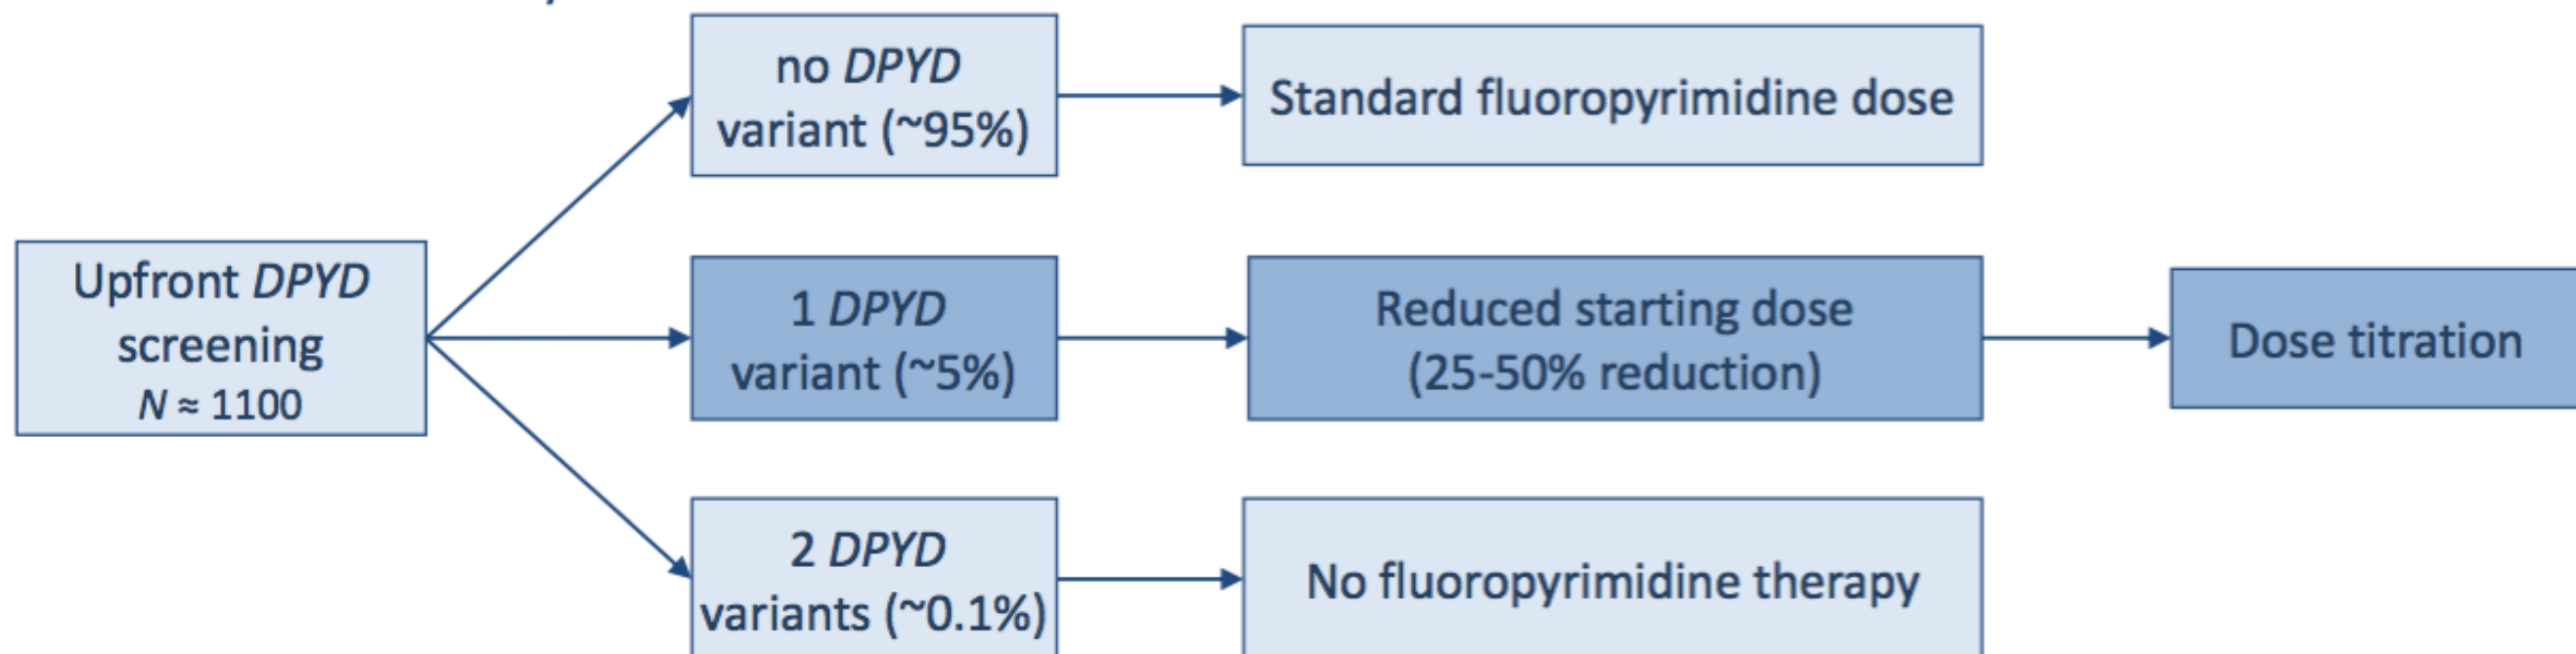 Upfront DPYD
screening
N ≈ 1100
no DPYD
variant (~95%)
Standard fluoropyrimidine dose
1 DPYD
variant (~5%)
Reduced starting dose
(25-50% reduction)
Dose titration
2 DPYD
variants (~0.1%)
No fluoropyrimidine therapy